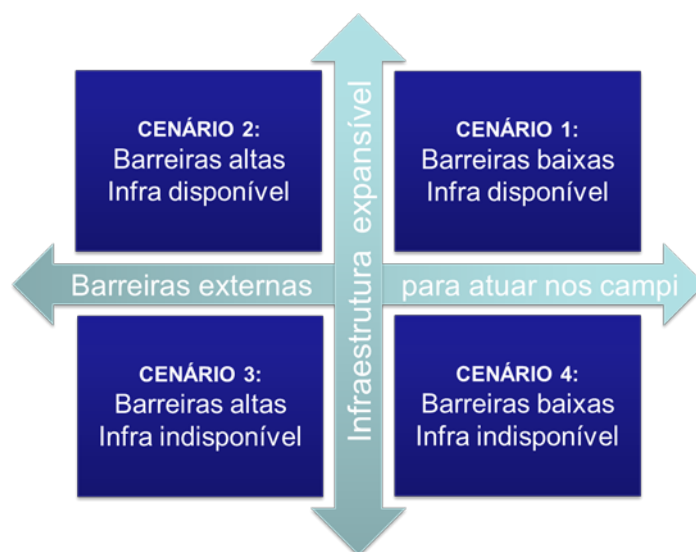 CENÁRIO 2:
Barreiras altas
Infra disponível
CENÁRIO 1:
Barreiras baixas
Infra disponível
Infraestrutura expansível
Barreiras externas para atuar nos campi
CENÁRIO 3:
Barreiras altas
Infra indisponível
CENÁRIO 4:
Barreiras baixas
Infra indisponível